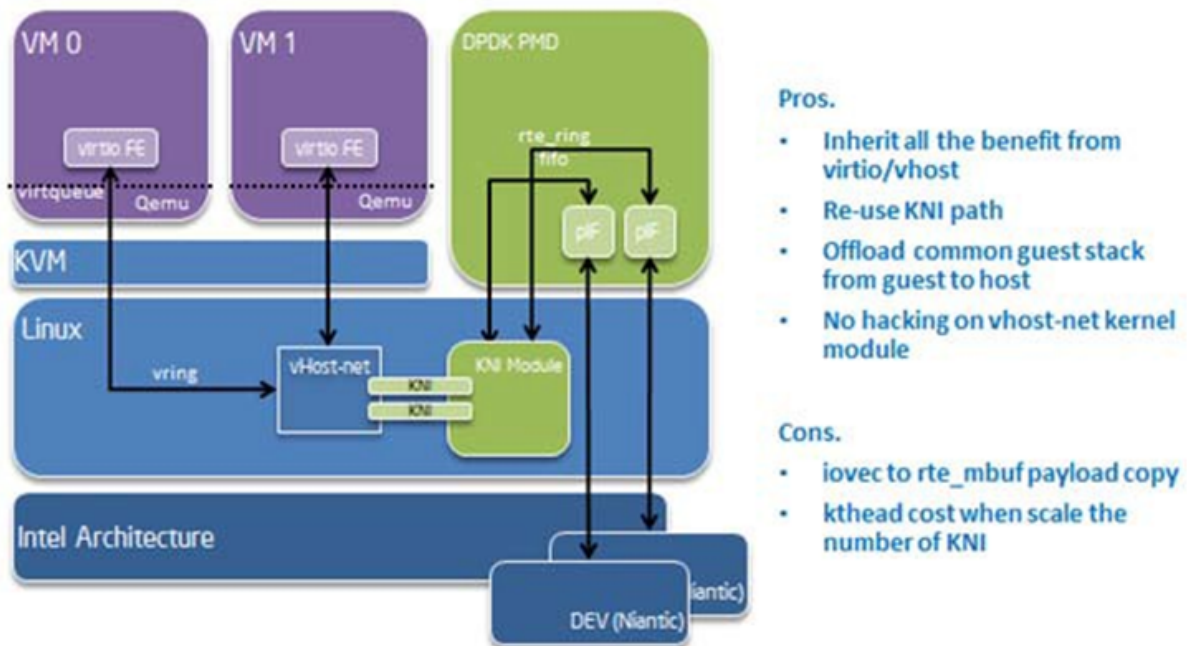 VM 0
VM 1
DPDK PMD
virtio FE
virtio FE
rte_ring
fifo
virtqueue
Qemu
Qemu
pIF
pIF
KVM
Linux
vHost-net
KNI Module
vring
KNI
KNI
Intel Architecture
iantic)
DEV (Niantic)
Pros.
• Inherit all the benefit from
virtio/vhost
• Re-use KNI path
• Offload common guest stack
from guest to host
• No hacking on vhost-net kernel
module
Cons.
• iovec to rte_mbuf payload copy
• kthead cost when scale the
number of KNI